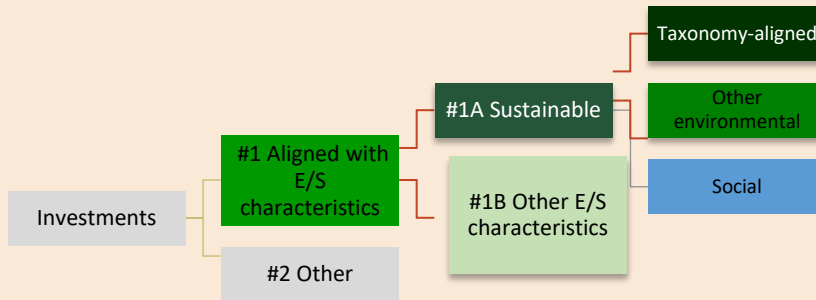 Investments
#1 Aligned with
E/S
characteristics
#2 Other
#1A Sustainable
#1B Other E/S
characteristics
Taxonomy-aligned
Other
environmental
Social